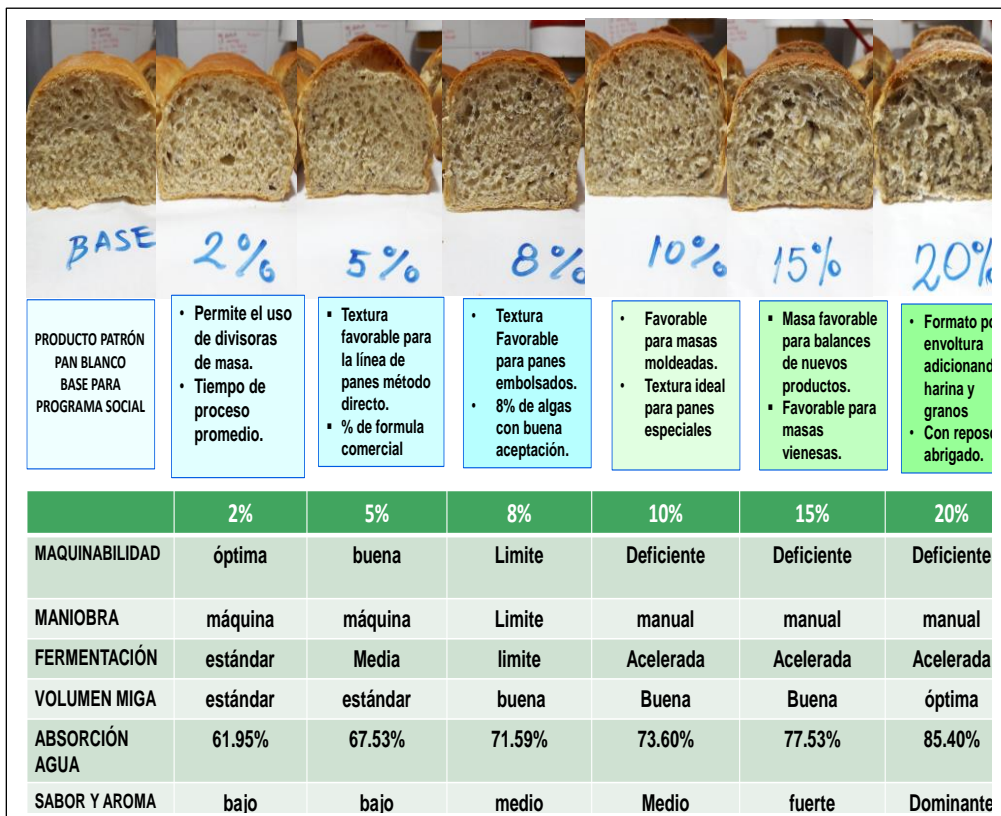 BASE
2%
5%
8%
10%
15%
20%
PRODUCTO PATRÓN
PAN BLANCO
BASE PARA
PROGRAMA SOCIAL
• Permite el uso
de divisoras
de masa.
• Tiempo de
proceso
promedio.
▪ Textura
favorable para
la línea de
panes método
directo.
▪ % de formula
comercial
• Textura
Favorable
para panes
embolsados.
• 8% de algas
con buena
aceptación.
• Favorable
para masas
moldeadas.
• Textura ideal
para panes
especiales
▪ Masa favorable
para balances
de nuevos
productos.
▪ Favorable para
masas
vienesas.
• Formato po
envoltura
adicionand
harina y
granos
• Con repos
abrigado.
2% 5% 8% 10% 15% 20%
MAQUINABILIDAD óptima buena Limite Deficiente Deficiente Deficiente
MANIOBRA máquina máquina Limite manual manual manual
FERMENTACIÓN estándar Media limite Acelerada Acelerada Acelerada
VOLUMEN MIGA estándar estándar buena Buena Buena óptima
ABSORCIÓN
AGUA 61.95% 67.53% 71.59% 73.60% 77.53% 85.40%
SABOR Y AROMA bajo bajo medio Medio fuerte Dominante